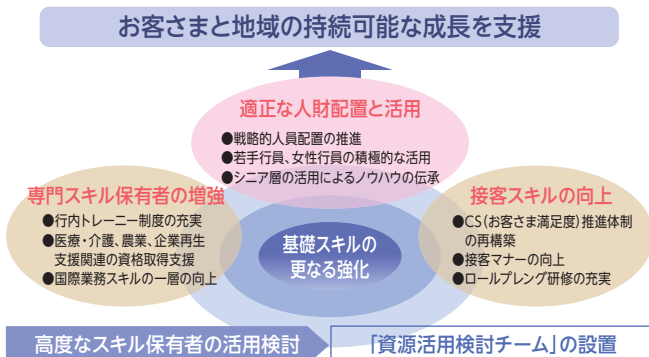 お客さまと地域の持続可能な成長を支援
適正な人財配置と活用
●戦略的人員配置の推進
●若手行員、女性行員の積極的な活用
●シニア層の活用によるノウハウの伝承
専門スキル保有者の増強
●行内トレーニー制度の充実
●医療・介護、農業、企業再生
支援関連の資格取得支援
●国際業務スキルの一層の向上
基礎スキルの
更なる強化
接客スキルの向上
●CS(お客さま満足度)推進体制
の再構築
●接客マナーの向上
●ロールプレング研修の充実
高度なスキル保有者の活用検討
「資源活用検討チーム」の設置